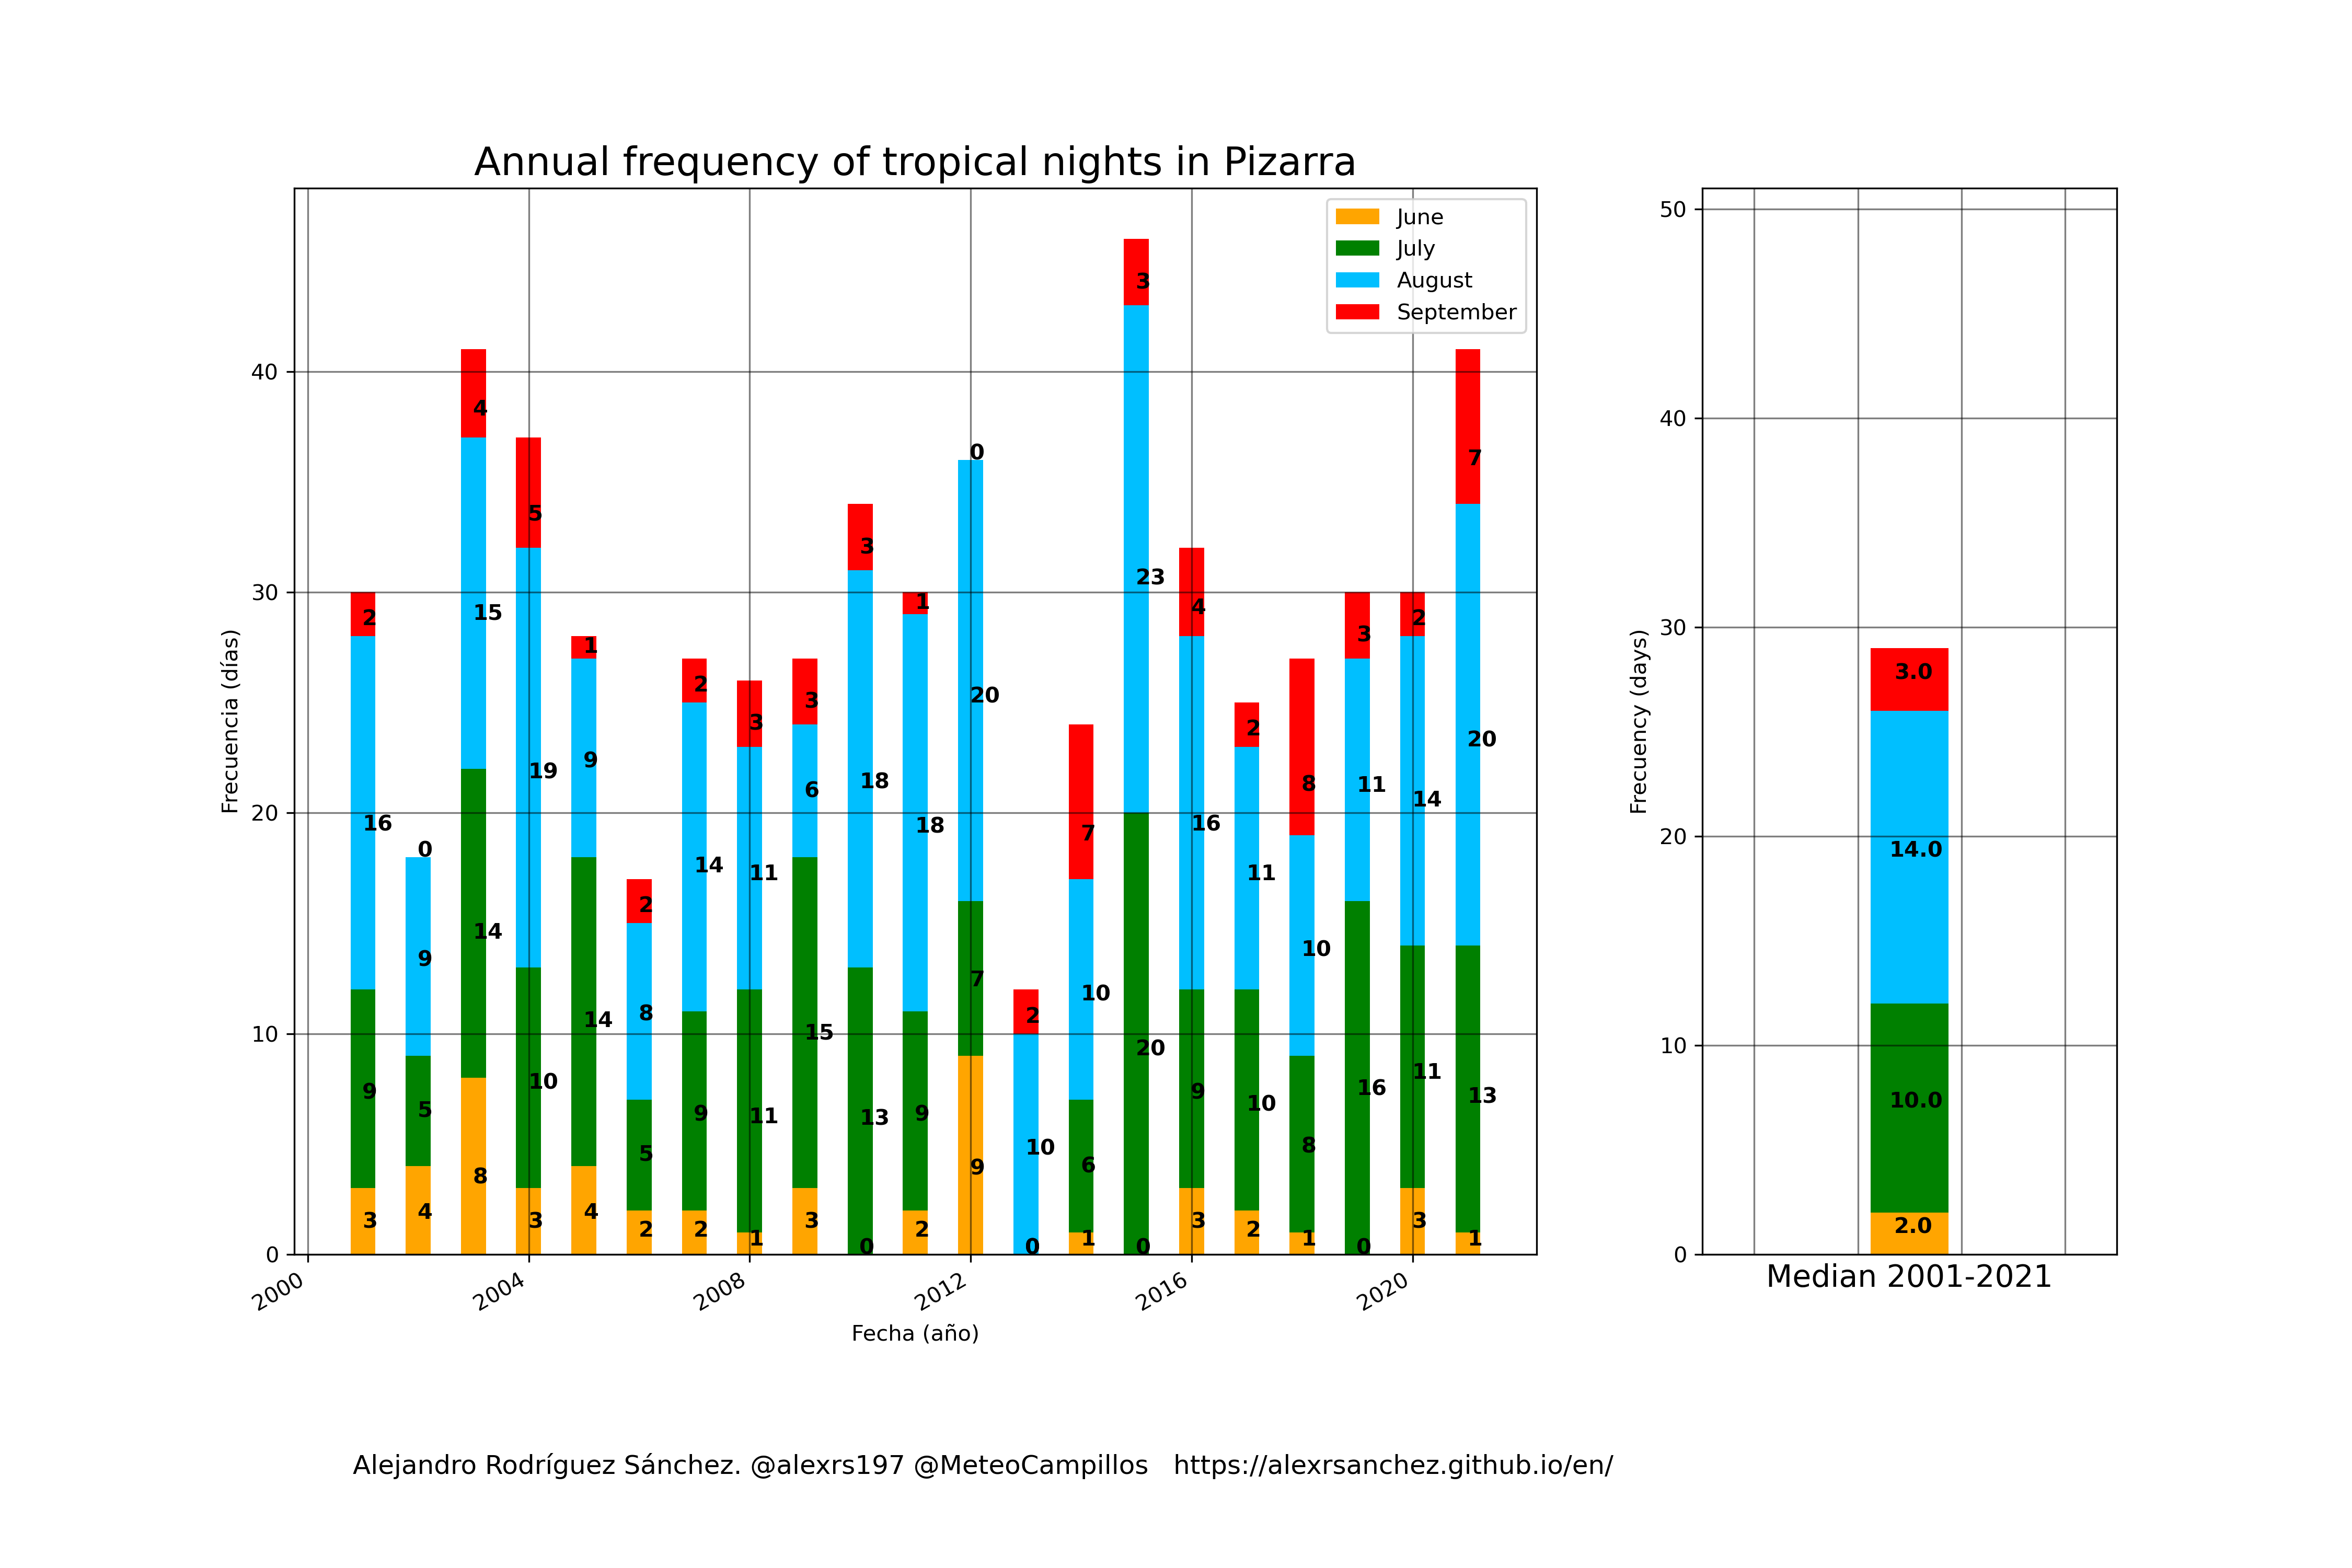 Annual frequency of tropical nights in Pizarra
June
July
August
September
Frecuencia (días)
40
30
20
10
0
3 9 16 2
4 5 9 0
8 14 15 4
3 10 19 5
4 14 9 1
2 5 8 2
2 9 14 2
1 11 11 3
3 15 6 3
0 13 18 3
2 9 18 1
9 7 20 0
0 10 2
1 6 10 7
0 20 23 3
3 9 16 4
2 10 11 2
1 8 10 8
0 16 11 3
3 11 14 2
1 13 20 7
2000 2004 2008 2012 2016 2020
Fecha (año)
Frecuency (days)
50
40
30
20
10
0
3.0
14.0
10.0
2.0
Median 2001-2021
Alejandro Rodríguez Sánchez. @alexrs197 @MeteoCampillos https://alexrsanchez.github.io/en/